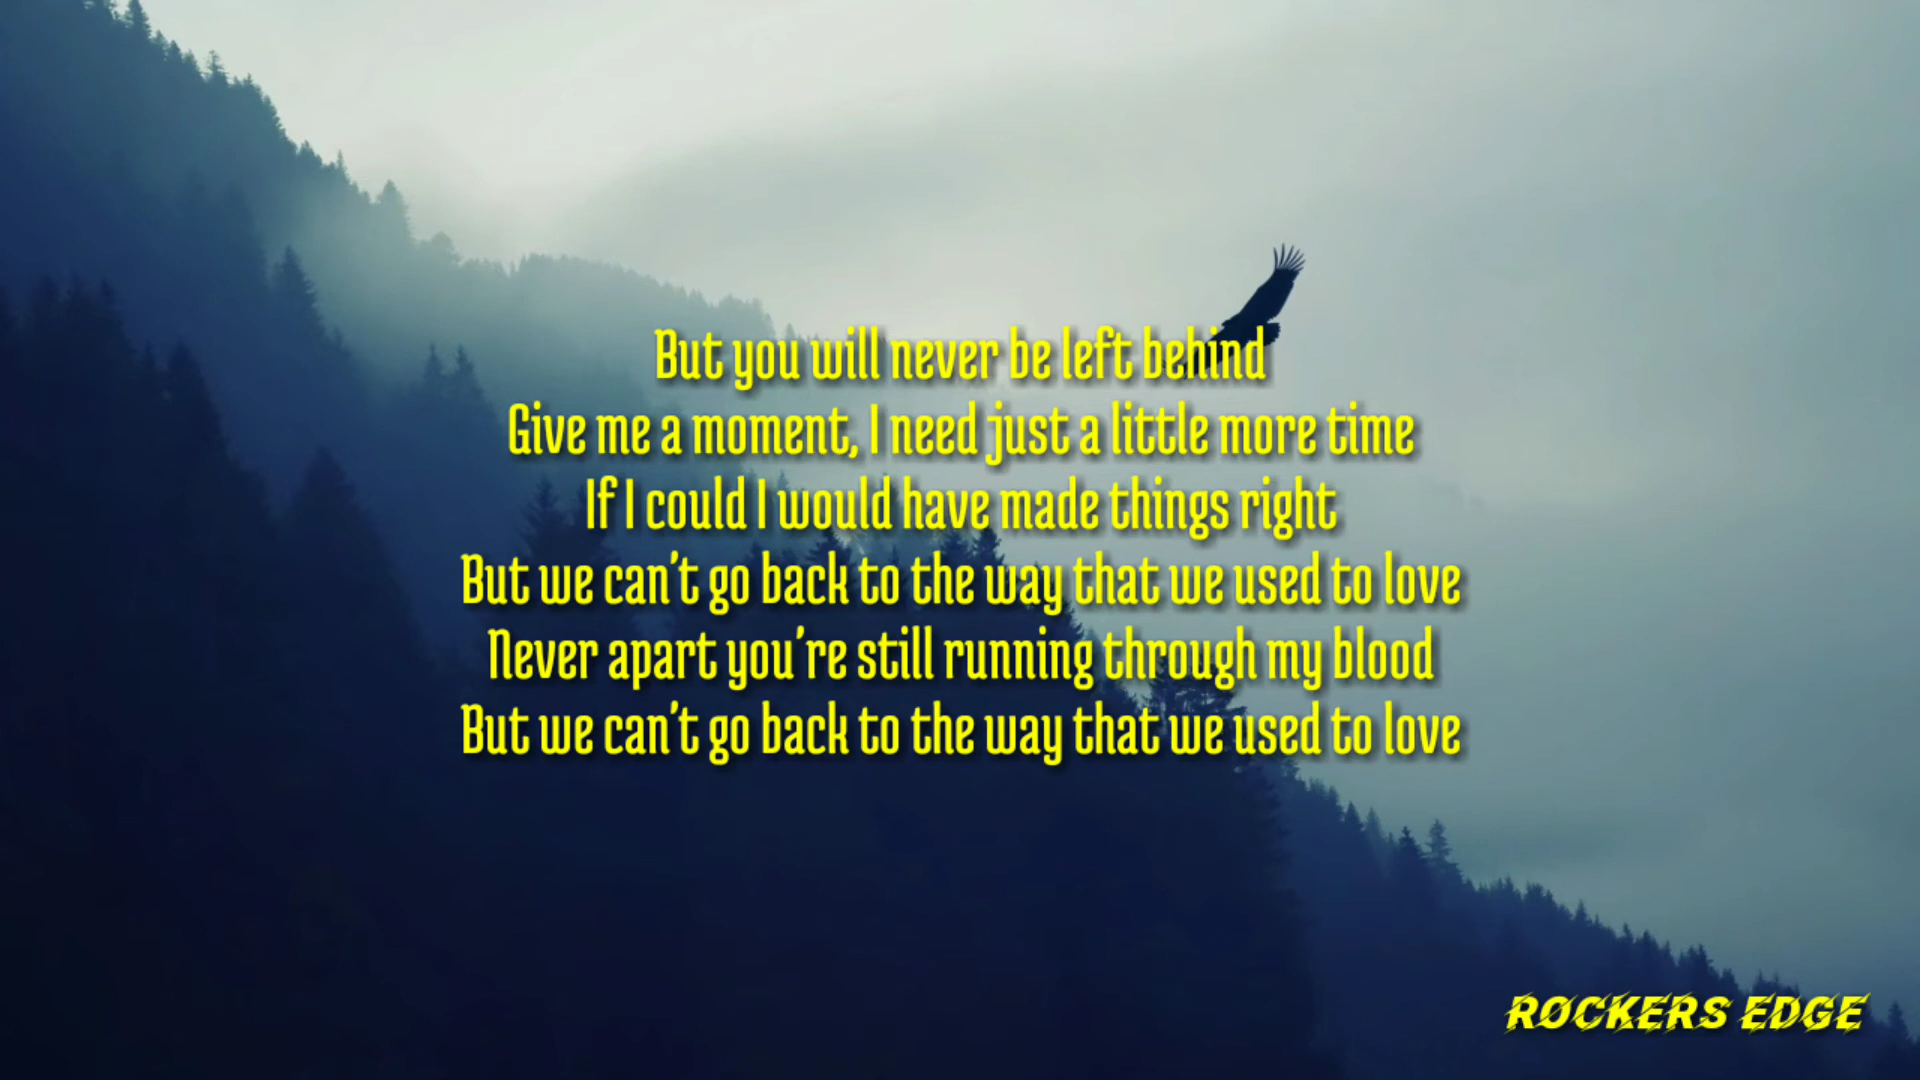 But you will never be left behind
Give me a moment, I need just a little more time
If I could I would have made things right
But we can't go back to the way that we used to love
Never apart you're still running through my blood
But we can't go back to the way that we used to love
ROCKERS EDGE